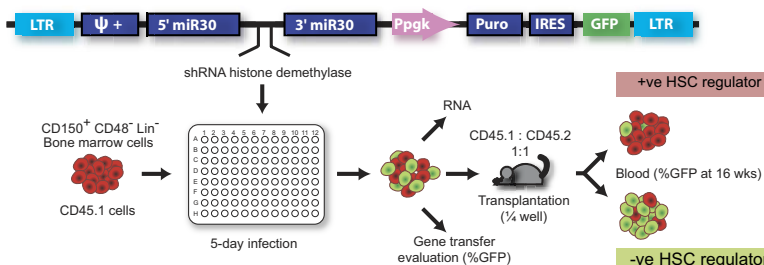 LTR
Ψ +
5' miR30
3' miR30
Ppgk
Puro
IRES
GFP
LTR
shRNA histone demethylase
+ve HSC regulator
RNA
CD150+ CD48- Lin-
Bone marrow cells
CD45.1 cells
1 2 3 4 5 6 7 8 9 10 11 12
A
B
C
D
E
F
G
H
5-day infection
CD45.1 : CD45.2
1:1
Transplantation
(¼ well)
Blood (%GFP at 16 wks)
Gene transfer
evaluation (%GFP)
-ve HSC regulator